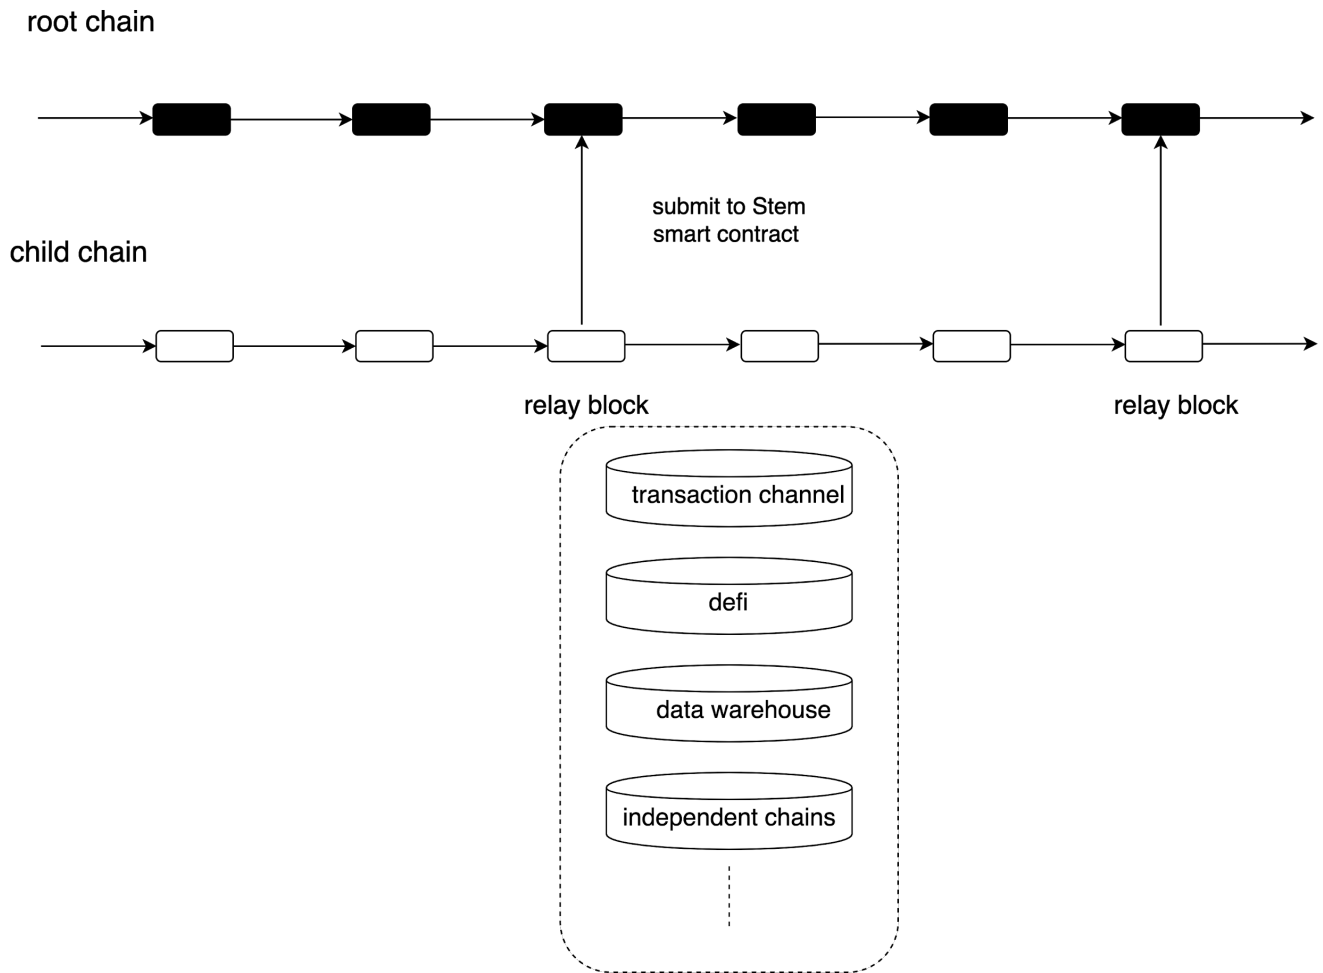 root chain
submit to Stem
smart contract
child chain
relay block
relay block
transaction channel
defi
data warehouse
independent chains